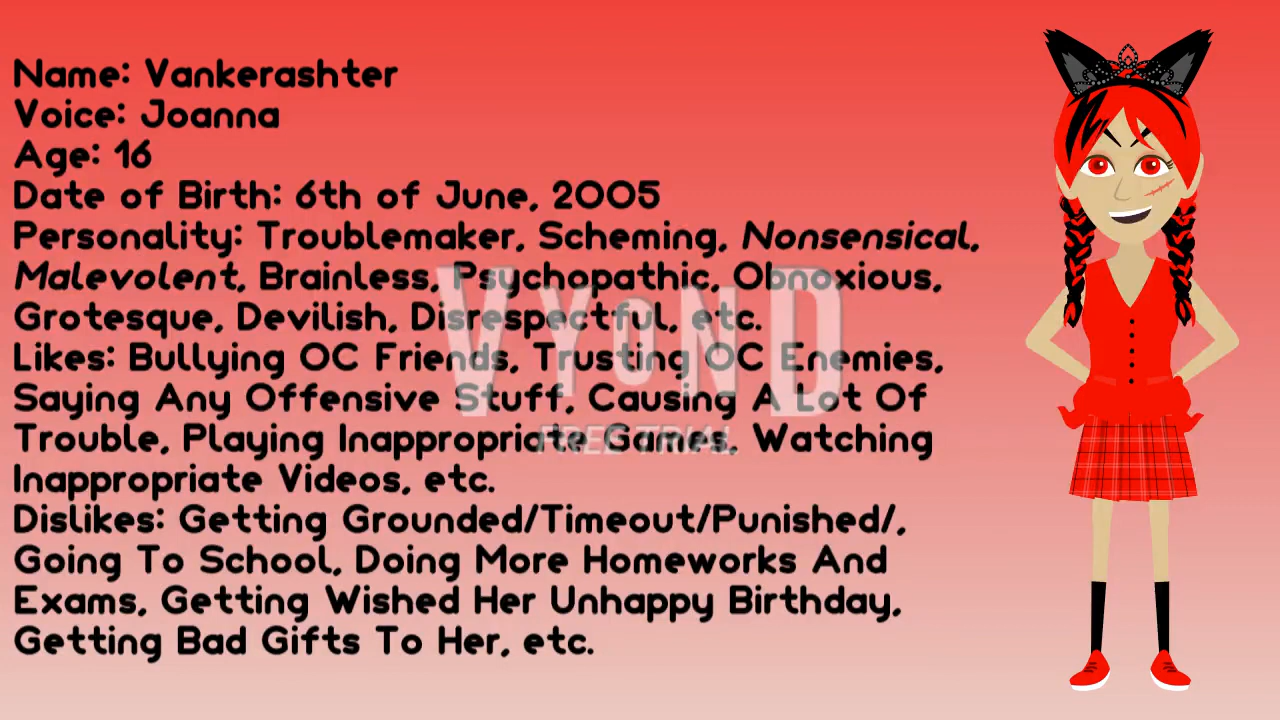 Name: Vankerashter
Voice: Joanna
Age: 16
Date of Birth: 6th of June, 2005
Personality: Troublemaker, Scheming, Nonsensical,
Malevolent, Brainless, Psychopathic, Obnoxious,
Grotesque, Devilish, Disrespectful, etc.
Likes: Bullying OC Friends, Trusting OC Enemies,
Saying Any Offensive Stuff, Causing A Lot Of
Trouble, Playing Inappropriate Games, Watching
Inappropriate Videos, etc.
Dislikes: Getting Grounded/Timeout/Punished/,
Going To School, Doing More Homeworks And
Exams, Getting Wished Her Unhappy Birthday,
Getting Bad Gifts To Her, etc.
VYOND
FREE TRIAL